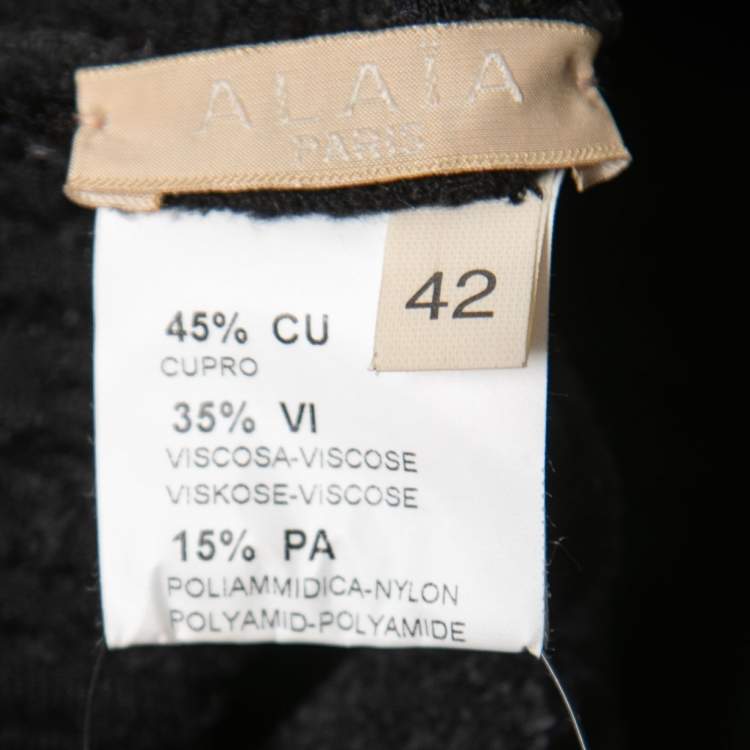 ALAÏA
PARIS
42
45% CU
CUPRO
35% VI
VISCOSA-VISCOSE
VISKOSE-VISCOSE
15% PA
POLIAMMIDICA-NYLON
POLYAMID-POLYAMIDE